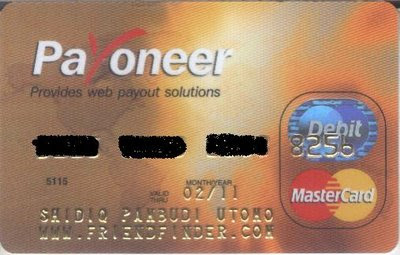 Payoneer
Provides web payout solutions
Debit
8256
5115
MONTH/YEAR
VALID THRU 02/11
MasterCard
SHIDIQ PAMBUDI UTOMO
WWW.FRIENDFINDER.COM